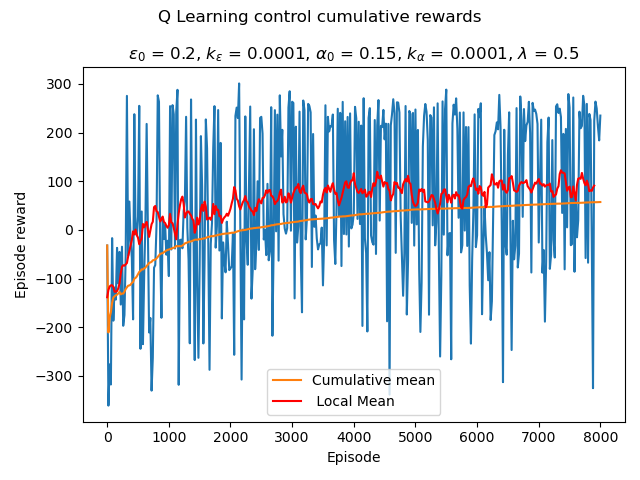 Q Learning control cumulative rewards
ε₀ = 0.2, kε = 0.0001, α₀ = 0.15, kα = 0.0001, λ = 0.5
Episode reward
300
200
100
0
−100
−200
−300
Cumulative mean
Local Mean
0 1000 2000 3000 4000 5000 6000 7000 8000
Episode